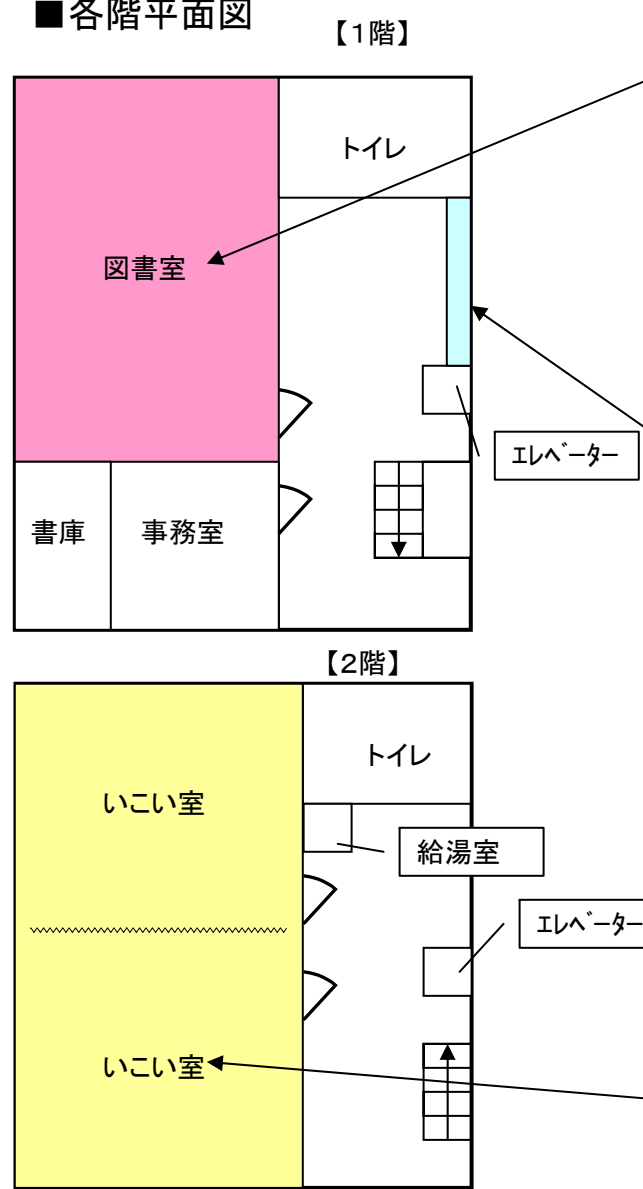 ■各階平面図
【1階】
トイレ
図書室
エレベーター
書庫
事務室
【2階】
トイレ
いこい室
給湯室
エレベーター
いこい室